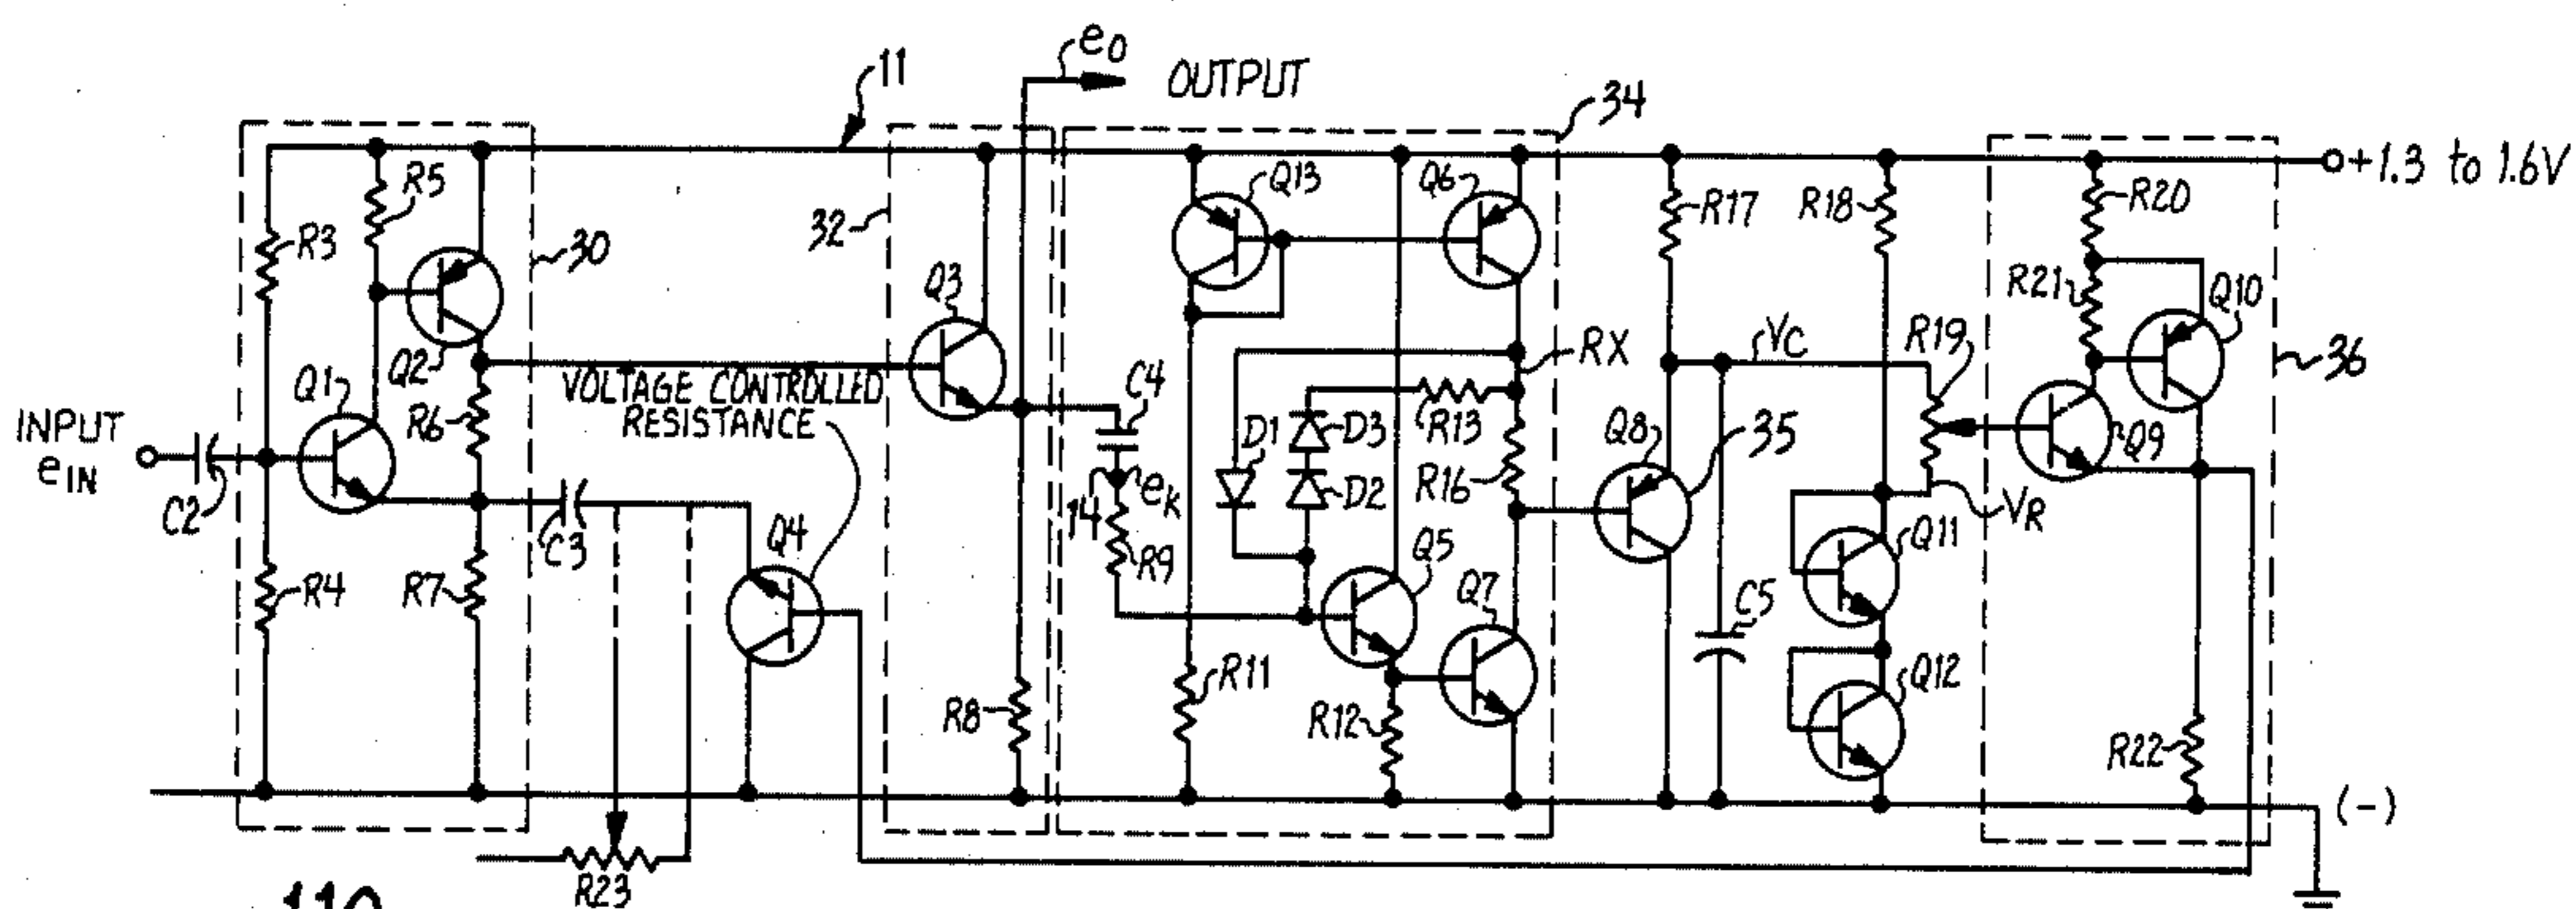 11
e0
OUTPUT
34
+1.3 to 1.6V
R3
R5
30
Q2
R6
Q1
INPUT
eIN
C2
R4
R7
C3
VOLTAGE CONTROLLED
RESISTANCE
Q4
R23
32
Q3
R8
C4
14
eK
R9
Q13
Q6
RX
D1
D3
D2
R13
R16
Q5
Q7
R11
R12
R17
R18
VC
Q8
35
C5
R19
VR
Q11
Q12
R20
R21
Q10
Q9
36
R22
(-)